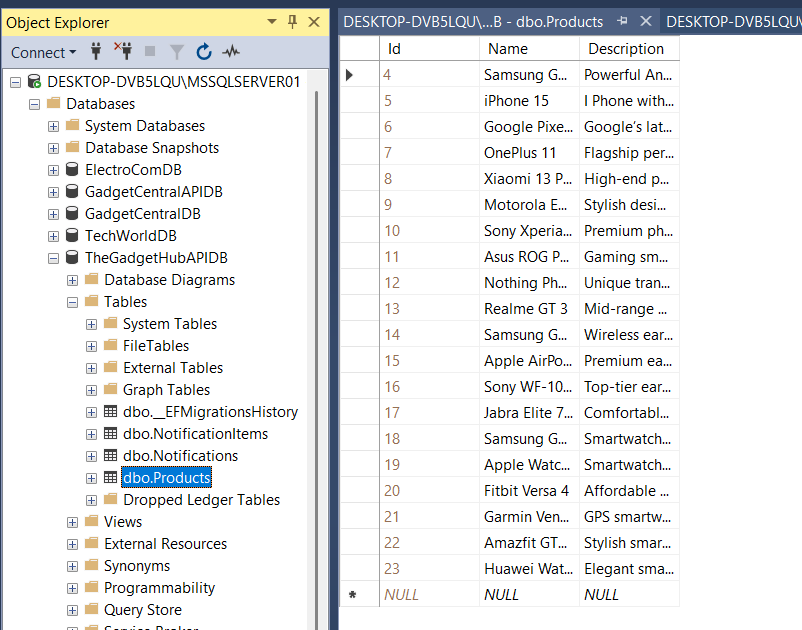 Object Explorer
Connect
DESKTOP-DVB5LQU\MSSQLSERVER01
Databases
System Databases
Database Snapshots
ElectroComDB
GadgetCentralAPIDB
GadgetCentralDB
TechWorldDB
TheGadgetHubAPIDB
Database Diagrams
Tables
System Tables
FileTables
External Tables
Graph Tables
dbo.__EFMigrationsHistory
dbo.NotificationItems
dbo.Notifications
dbo.Products
Dropped Ledger Tables
Views
External Resources
Synonyms
Programmability
Query Store
Service Broker
DESKTOP-DVB5LQU\...B - dbo.Products DESKTOP-DVB5LQU\
Id Name Description
4 Samsung G... Powerful An...
5 iPhone 15 I Phone with...
6 Google Pixe... Google's lat...
7 OnePlus 11 Flagship per...
8 Xiaomi 13 P... High-end p...
9 Motorola E... Stylish desi...
10 Sony Xperia... Premium ph...
11 Asus ROG P... Gaming sm...
12 Nothing Ph... Unique tran...
13 Realme GT 3 Mid-range ...
14 Samsung G... Wireless ear...
15 Apple AirPo... Premium ea...
16 Sony WF-10... Top-tier ear...
17 Jabra Elite 7... Comfortabl...
18 Samsung G... Smartwatch...
19 Apple Watc... Smartwatch...
20 Fitbit Versa 4 Affordable ...
21 Garmin Ven... GPS smartw...
22 Amazfit GT... Stylish smar...
23 Huawei Wat... Elegant sma...
NULL NULL NULL